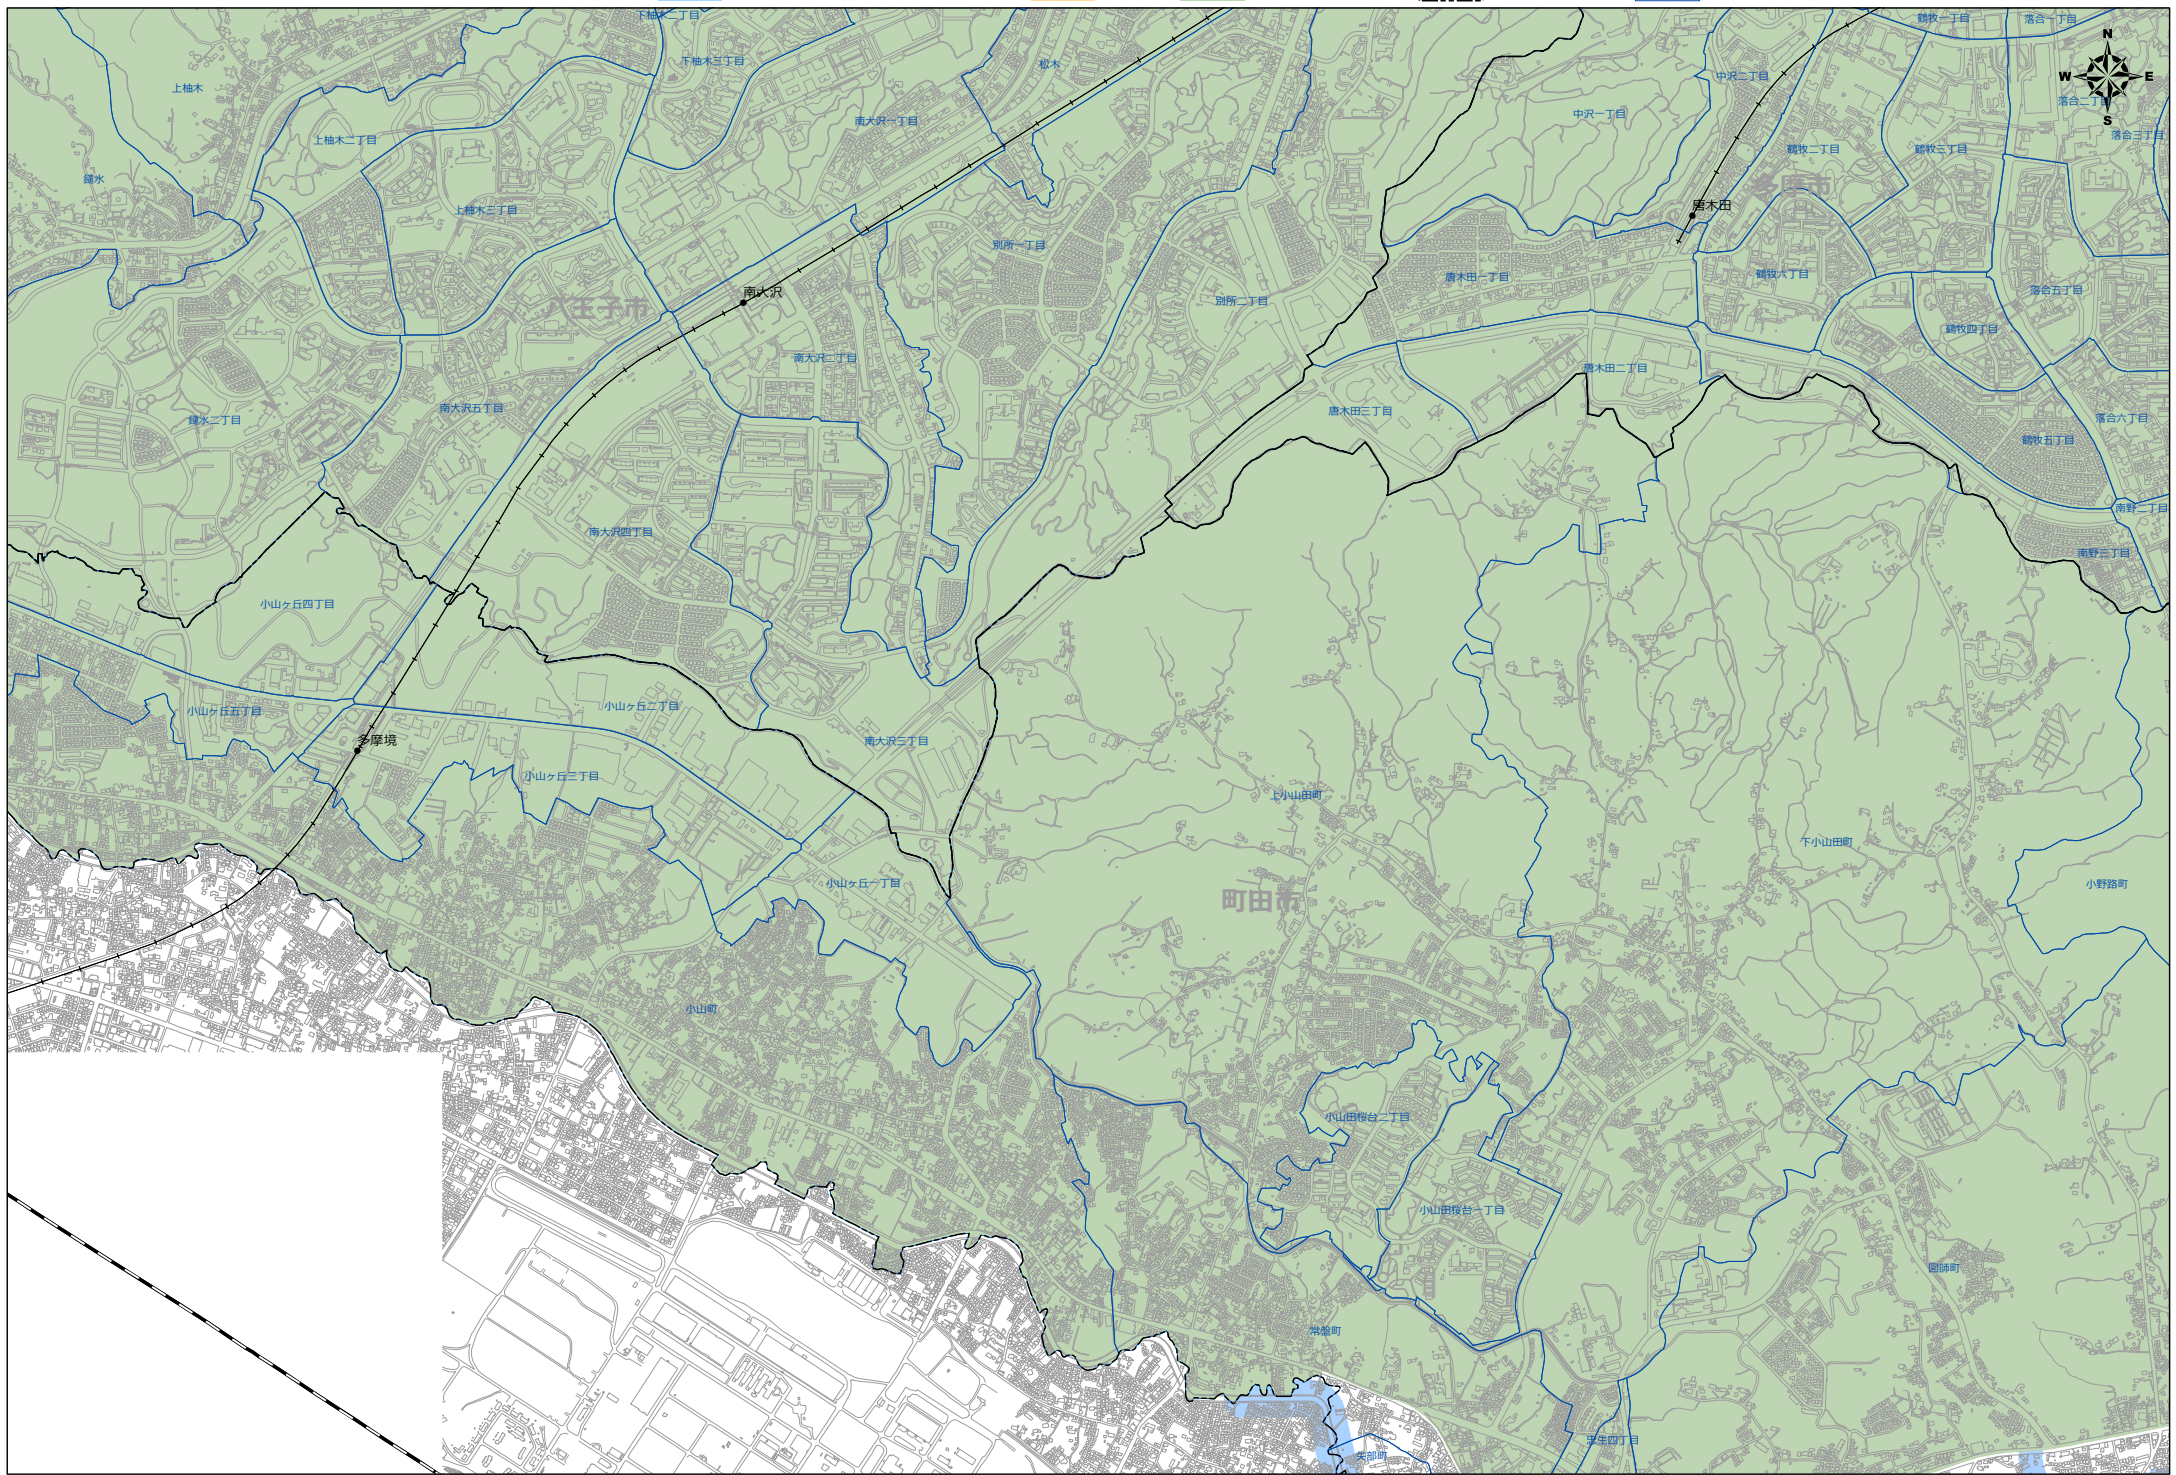 下柚木二丁目
鶴牧一丁目
落合一丁目
N
下柚木三丁目
松木
中沢二丁目
W
E
上柚木
落合二丁目
中沢一丁目
S
南大沢一丁目
落合三丁目
上柚木二丁目
鶴牧二丁目
鶴牧三丁目
鑓水
多摩市
唐木田
上柚木三丁目
別所一丁目
唐木田一丁目
鶴牧六丁目
南大沢
落合五丁目
八王子市
別所二丁目
鶴牧四丁目
南大沢二丁目
唐木田二丁目
南大沢五丁目
唐木田三丁目
鑓水二丁目
落合六丁目
鶴牧五丁目
南野二丁目
南大沢四丁目
南野三丁目
小山ヶ丘四丁目
小山ヶ丘二丁目
小山ヶ丘五丁目
多摩境
南大沢三丁目
小山ヶ丘三丁目
上小山田町
下小山田町
小山ヶ丘一丁目
小野路町
町田市
小山町
小山田桜台二丁目
小山田桜台一丁目
図師町
常盤町
忠生四丁目
矢部町